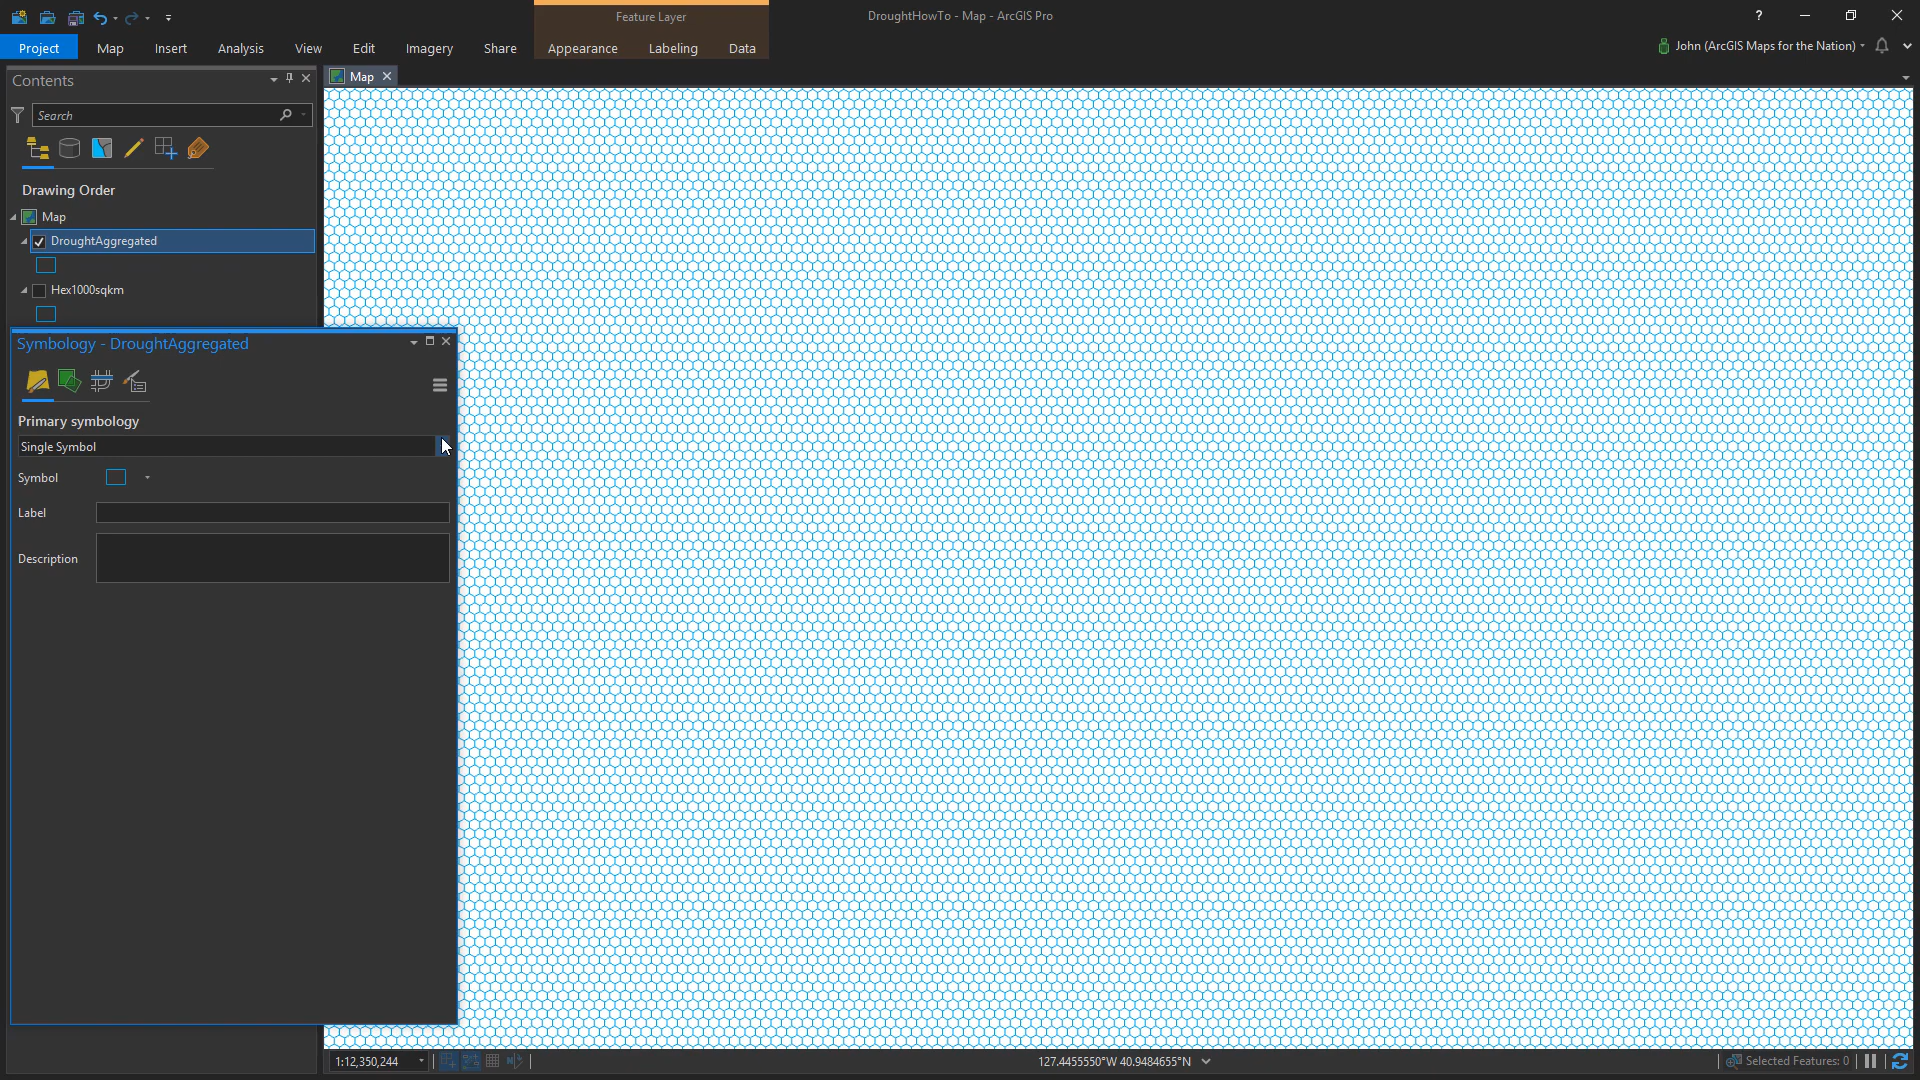 Feature Layer
DroughtHowTo - Map - ArcGIS Pro
?
Project Map Insert Analysis View Edit Imagery Share Appearance Labeling Data
John (ArcGIS Maps for the Nation)
Contents
Map
Search
Drawing Order
Map
DroughtAggregated
Hex1000sqkm
Symbology - DroughtAggregated
Primary symbology
Single Symbol
Symbol
Label
Description
1:12,350,244
127.4455550°W 40.9484655°N
Selected Features: 0